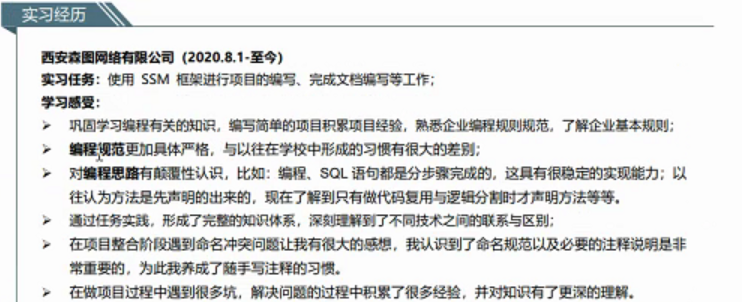 实习经历
西安森图网络有限公司（2020.8.1-至今）
实习任务：使用 SSM 框架进行项目的编写、完成文档编写等工作；
学习感受：
➢ 巩固学习编程有关的知识，编写简单的项目积累项目经验，熟悉企业编程规则规范，了解企业基本规则；
➢ 编程规范更加具体严格，与以往在学校中形成的习惯有很大的差别；
➢ 对编程思路有颠覆性认识，比如：编程、SQL 语句都是分步骤完成的，这具有很稳定的实现能力；以
往认为方法是先声明的出来的，现在了解到只有做代码复用与逻辑分割时才声明方法等等。
➢ 通过任务实践，形成了完整的知识体系，深刻理解到了不同技术之间的联系与区别；
➢ 在项目整合阶段遇到命名冲突问题让我有很大的感想，我认识到了命名规范以及必要的注释说明是非
常重要的，为此我养成了随手写注释的习惯。
➢ 在做项目过程中遇到很多坑，解决问题的过程中积累了很多经验，并对知识有了更深的理解。